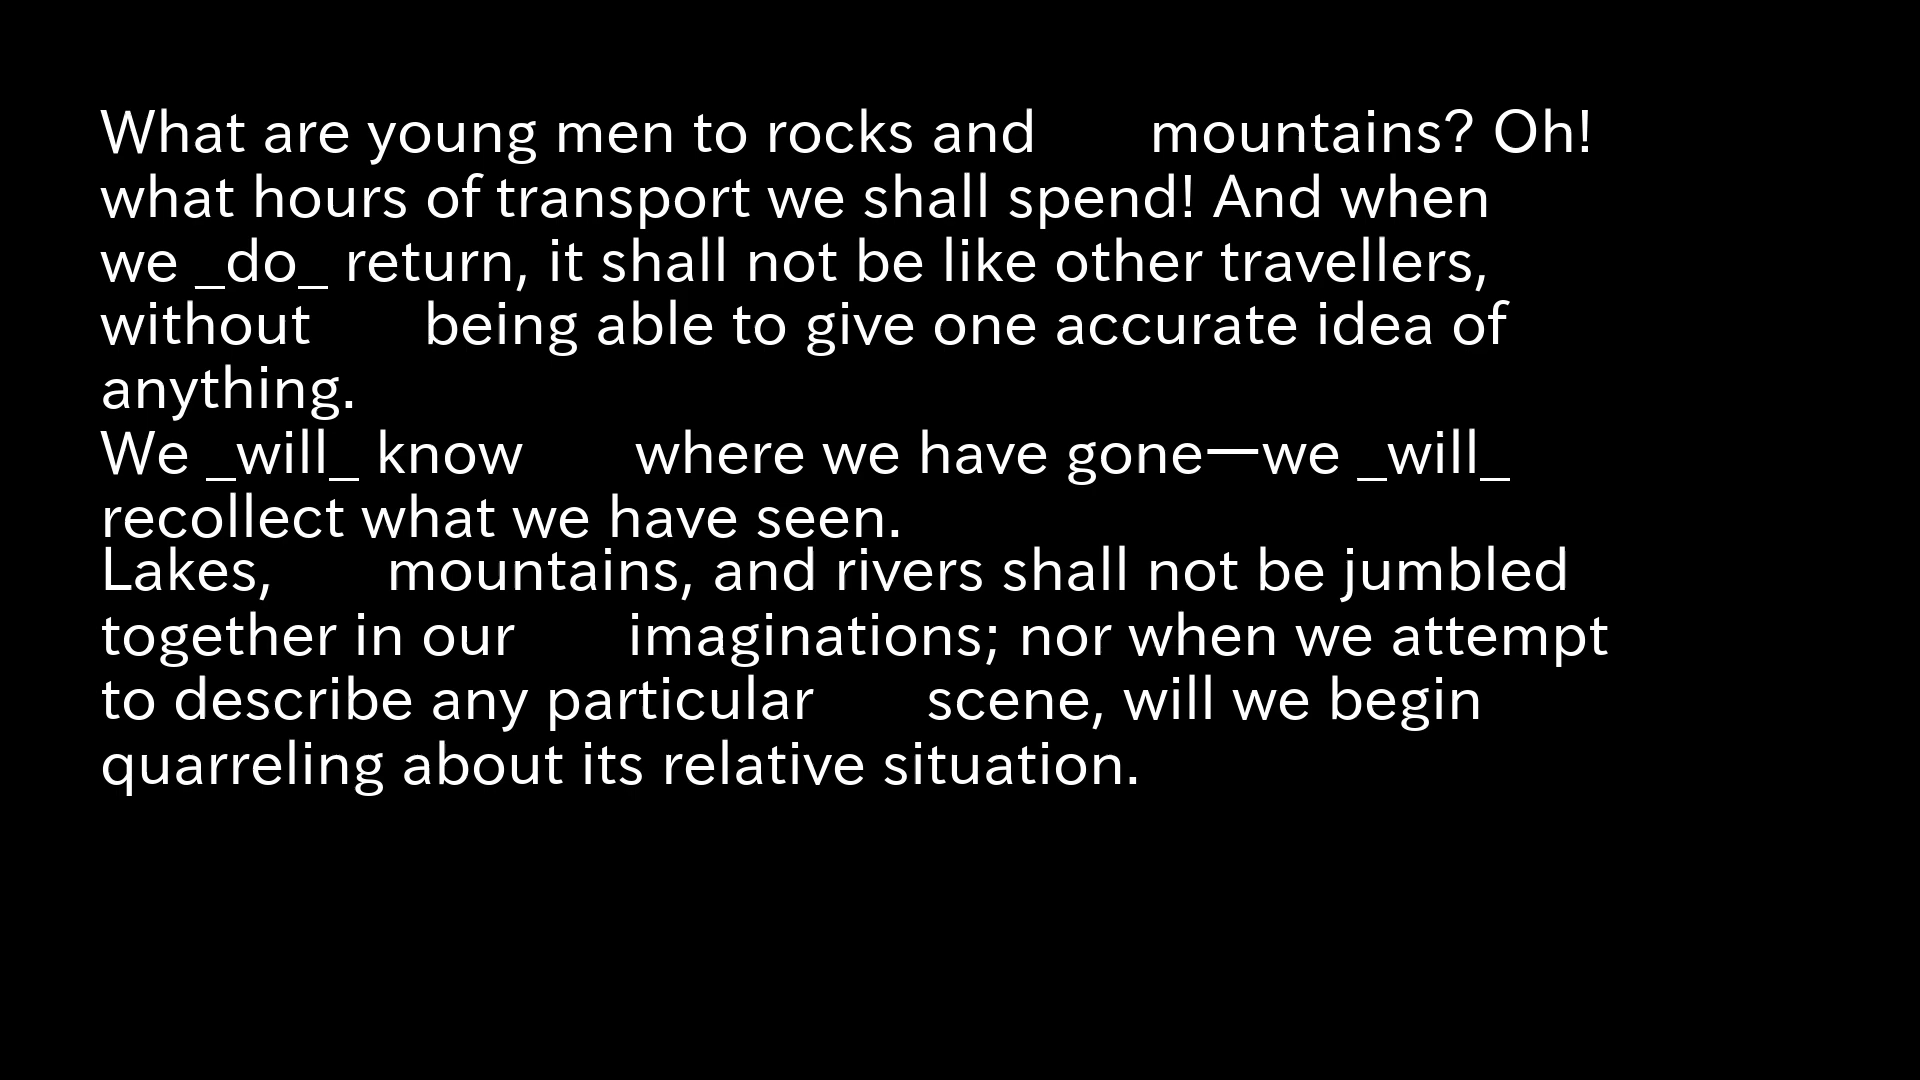 What are young men to rocks and mountains? Oh!
what hours of transport we shall spend! And when
we _do_ return, it shall not be like other travellers,
without being able to give one accurate idea of
anything.
We _will_ know where we have gone—we _will_
recollect what we have seen.
Lakes, mountains, and rivers shall not be jumbled
together in our imaginations; nor when we attempt
to describe any particular scene, will we begin
quarreling about its relative situation.